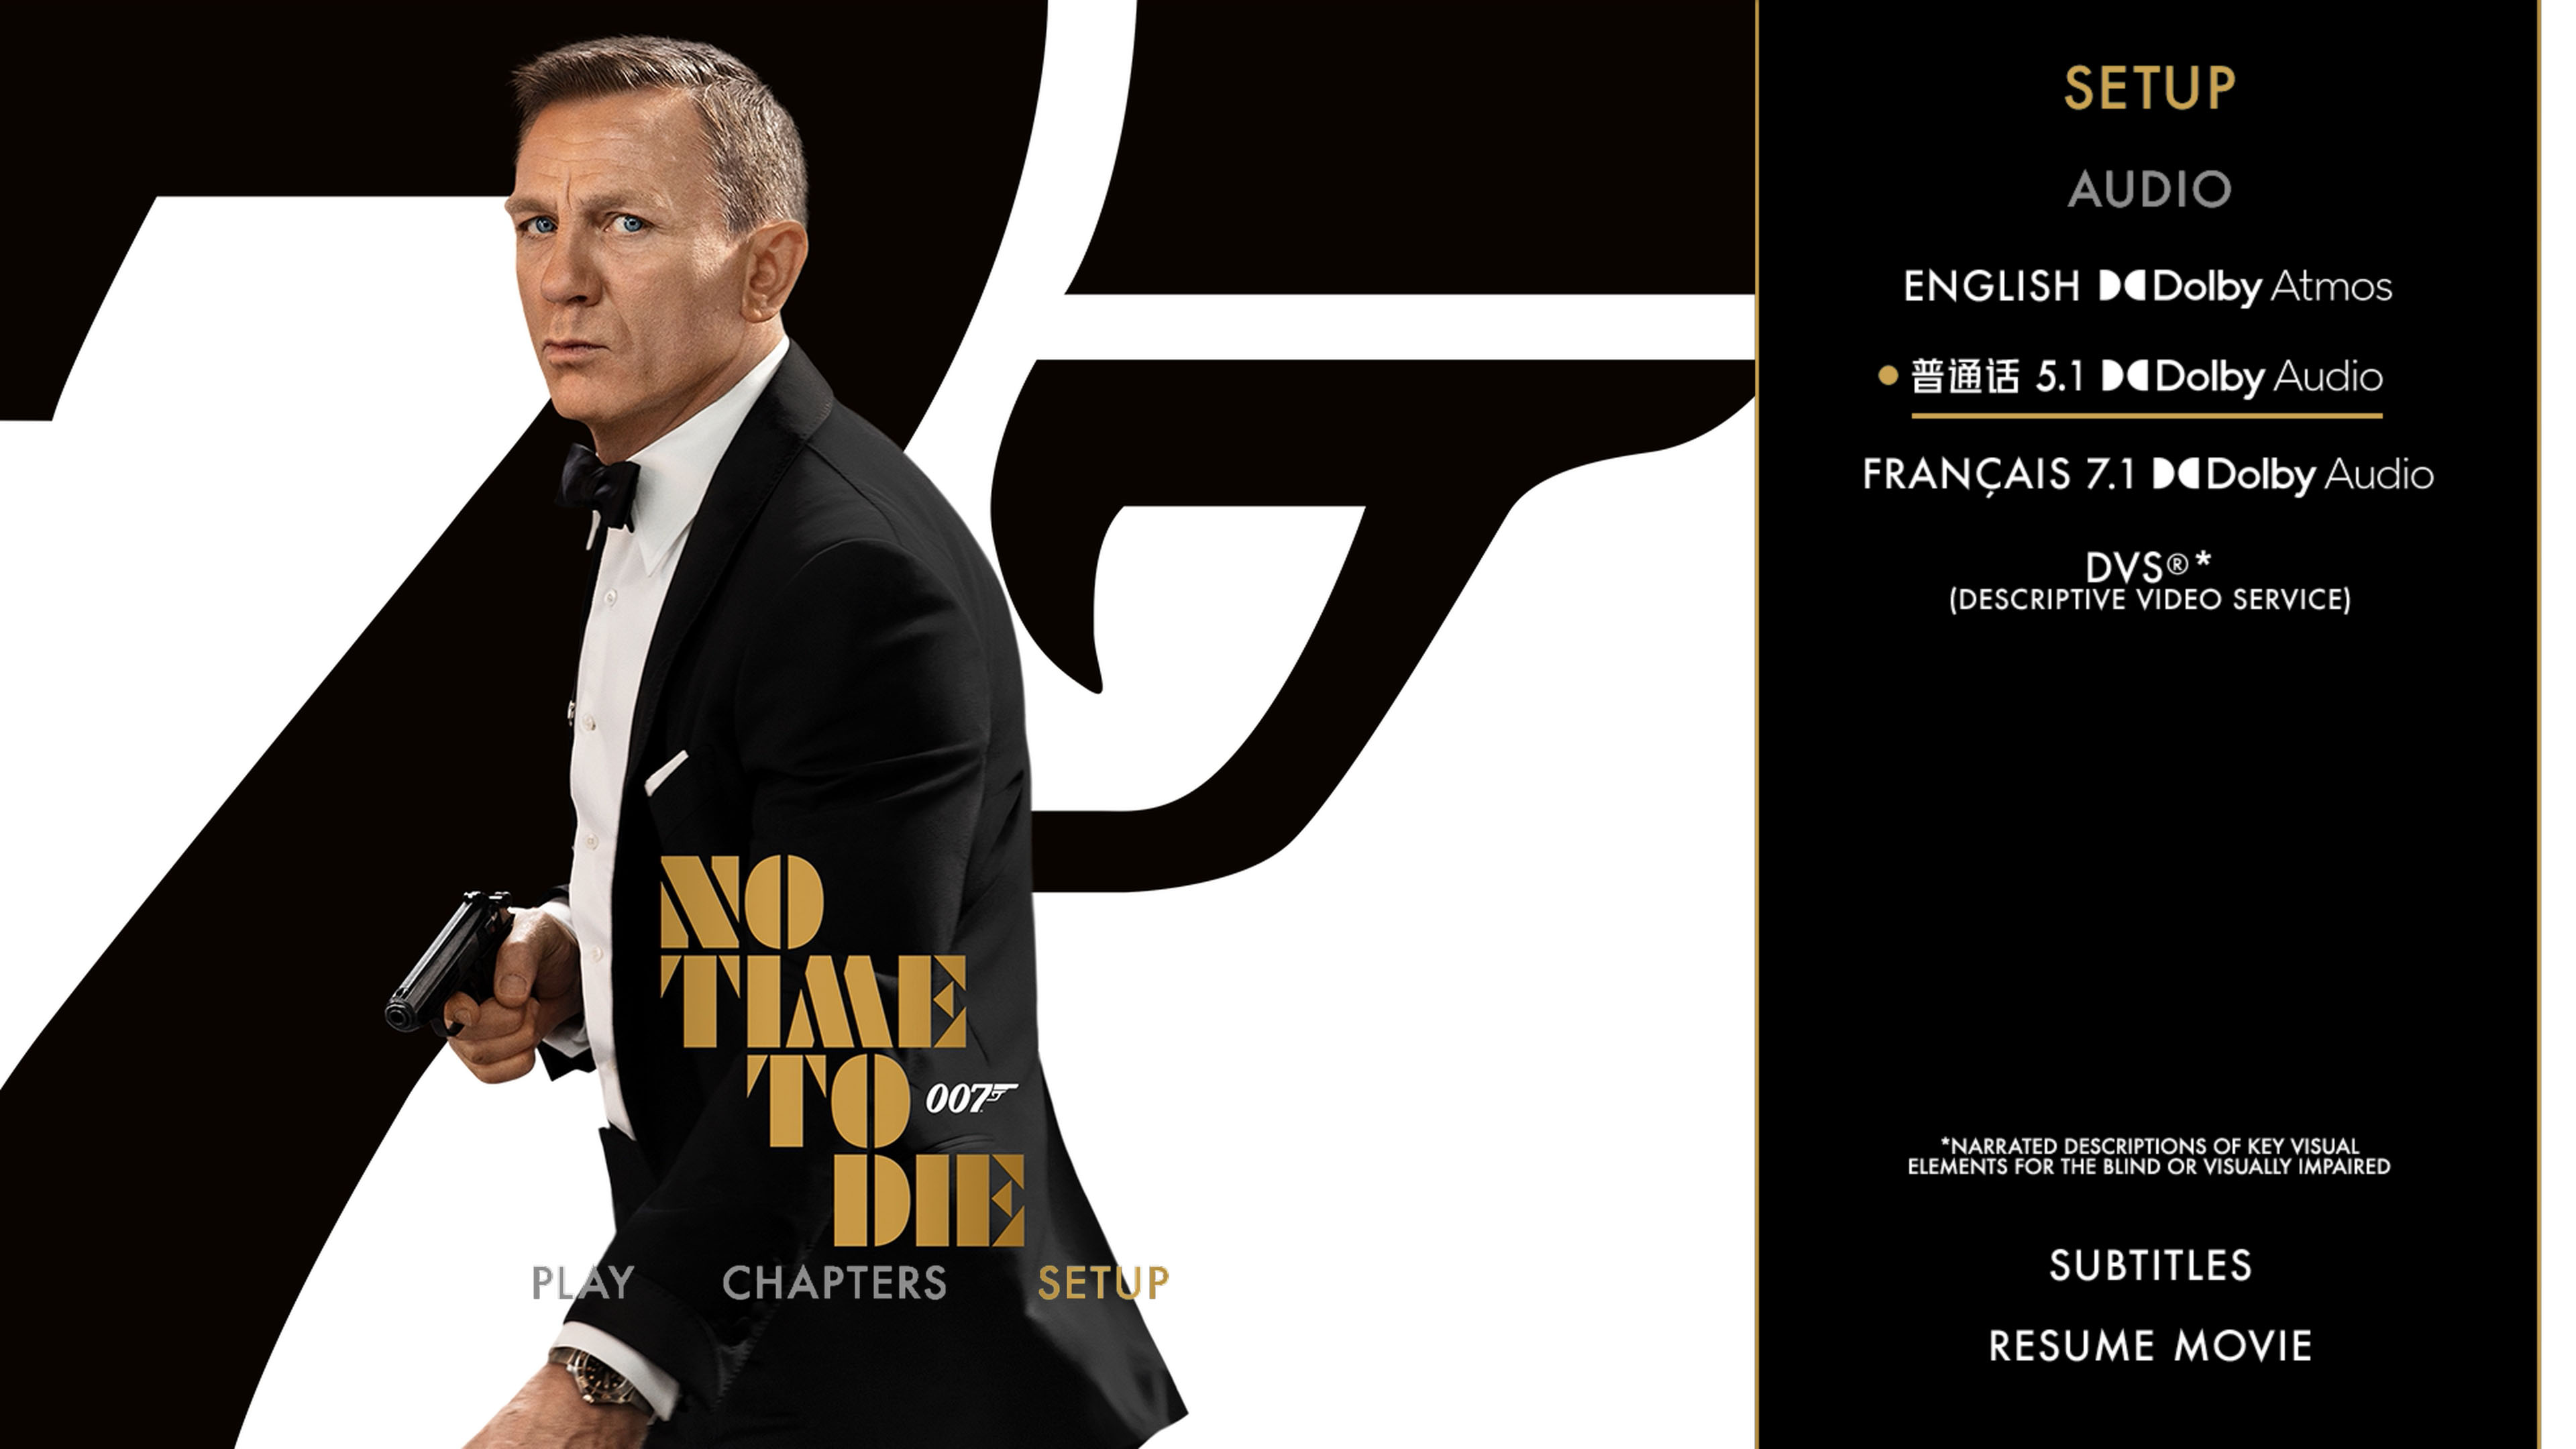 NO
TIME
TO
007
DIE
PLAY CHAPTERS SETUP
SETUP
AUDIO
ENGLISH Dolby Atmos
普通话 5.1 Dolby Audio
FRANÇAIS 7.1 Dolby Audio
DVS®*
(DESCRIPTIVE VIDEO SERVICE)
*NARRATED DESCRIPTIONS OF KEY VISUAL
ELEMENTS FOR THE BLIND OR VISUALLY IMPAIRED
SUBTITLES
RESUME MOVIE